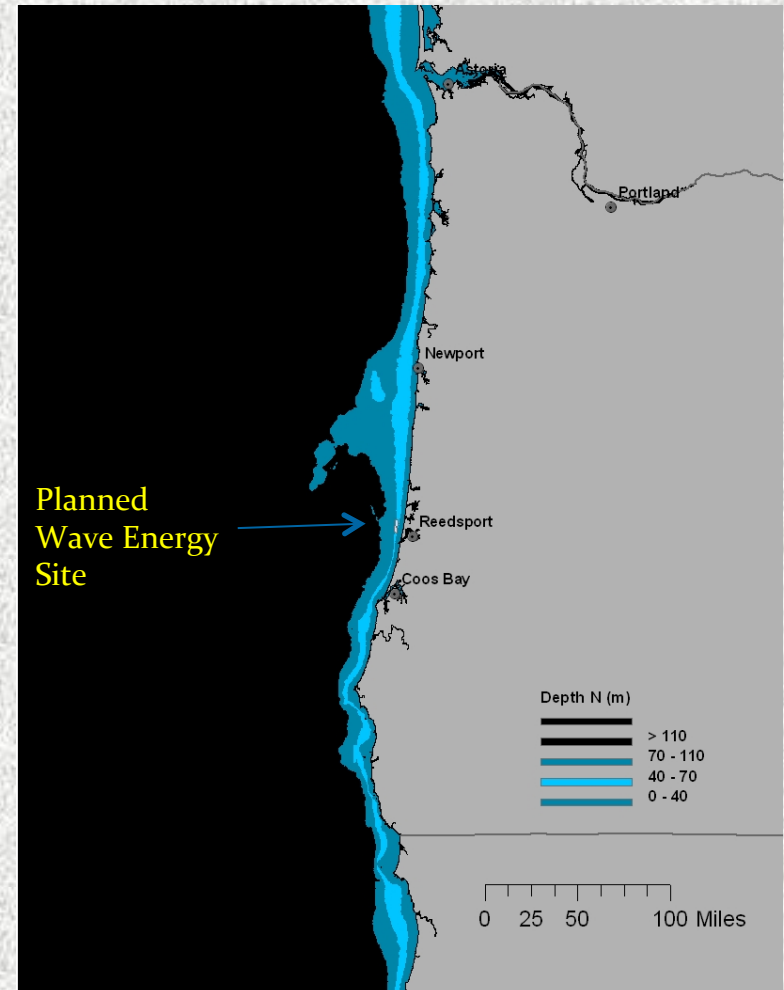 Astoria
Portland
Newport
Planned
Wave Energy
Site
Reedsport
Coos Bay
Depth N (m)
> 110
70 - 110
40 - 70
0 - 40
0 25 50 100 Miles